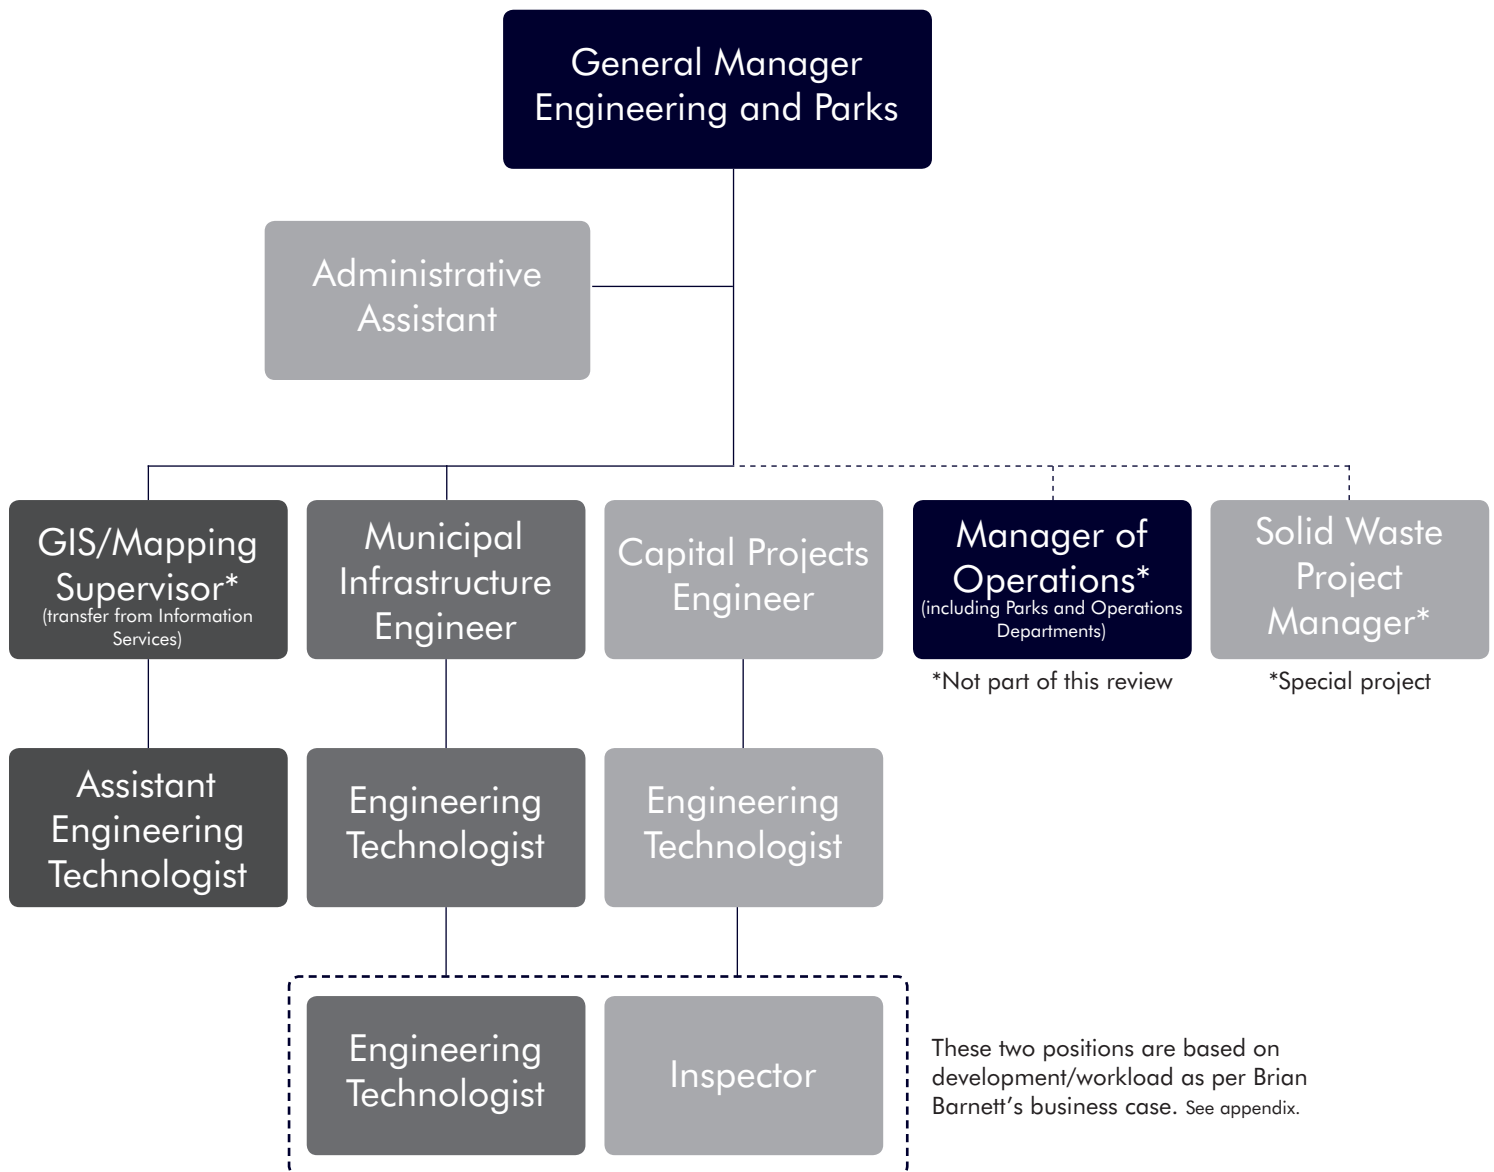 General Manager
Engineering and Parks
Administrative
Assistant
GIS/Mapping
Supervisor*
(transfer from Information
Services)
Municipal
Infrastructure
Engineer
Capital Projects
Engineer
Manager of
Operations*
(including Parks and Operations
Departments)
Solid Waste
Project
Manager*
*Not part of this review
*Special project
Assistant
Engineering
Technologist
Engineering
Technologist
Engineering
Technologist
Engineering
Technologist
Inspector
These two positions are based on
development/workload as per Brian
Barnett’s business case. See appendix.